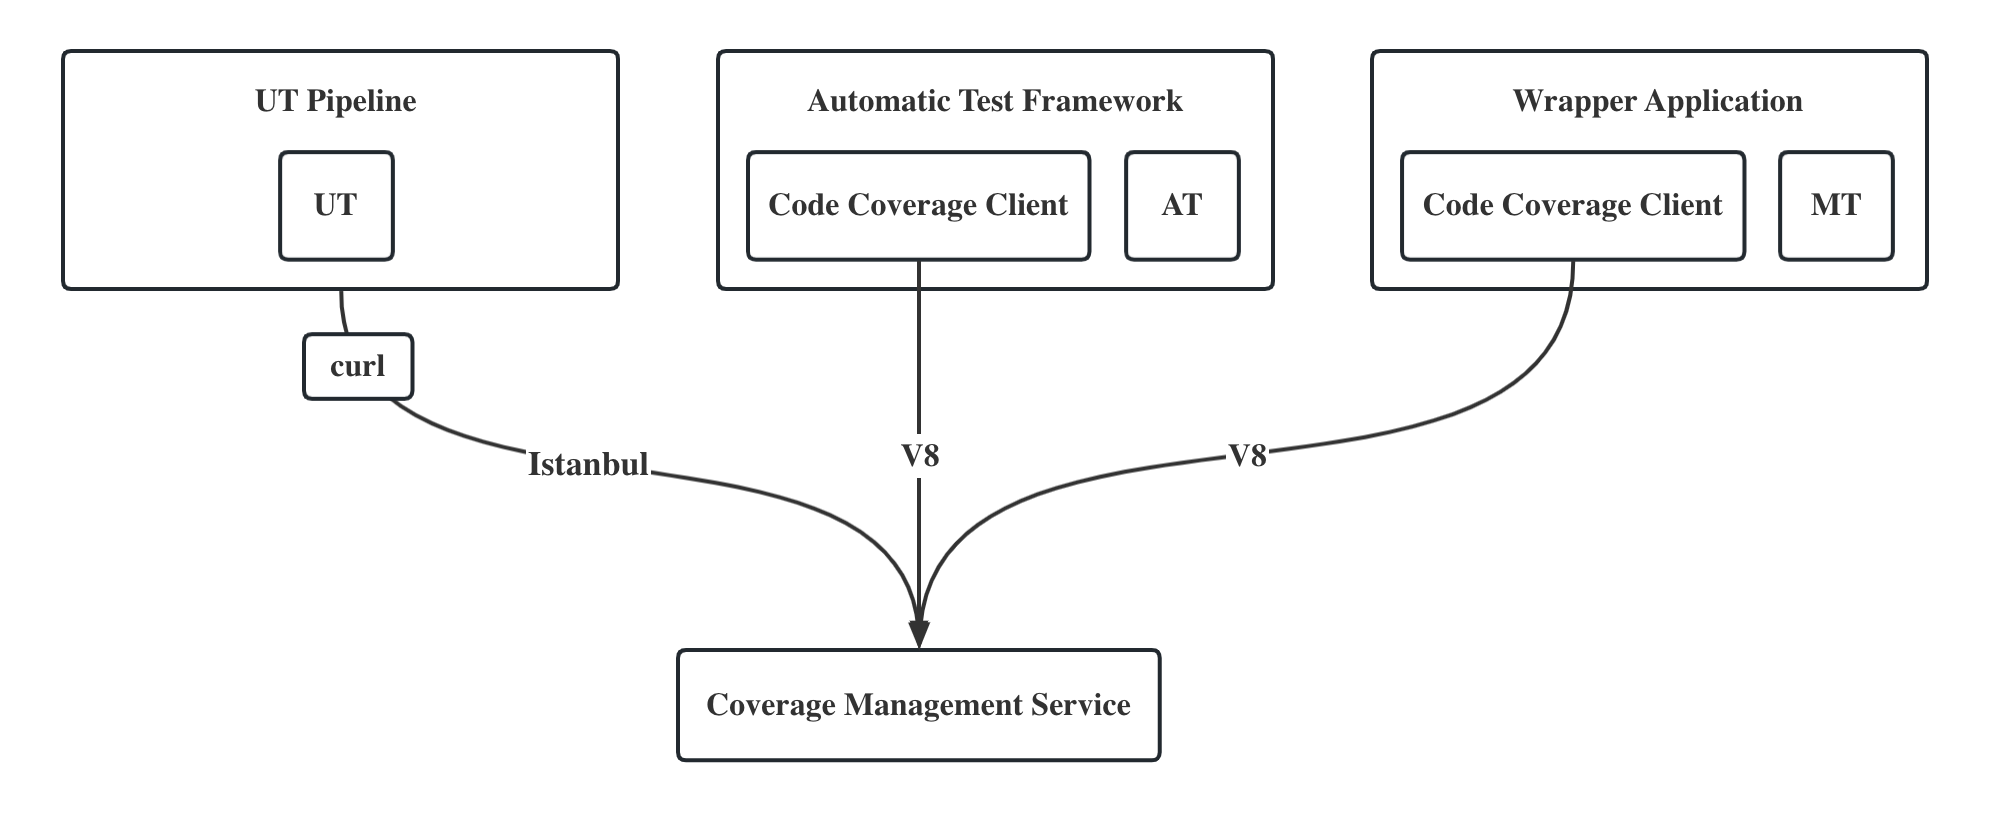 UT Pipeline
UT
Automatic Test Framework
Code Coverage Client
AT
Wrapper Application
Code Coverage Client
MT
curl
Istanbul
V8
V8
Coverage Management Service